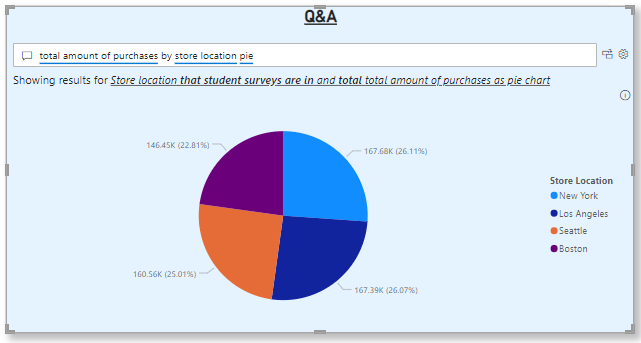 Q&A
total amount of purchases by store location pie
Showing results for Store location that student surveys are in and total total amount of purchases as pie chart
146.45K (22.81%)
167.68K (26.11%)
Store Location
New York
Los Angeles
Seattle
Boston
160.56K (25.01%)
167.39K (26.07%)